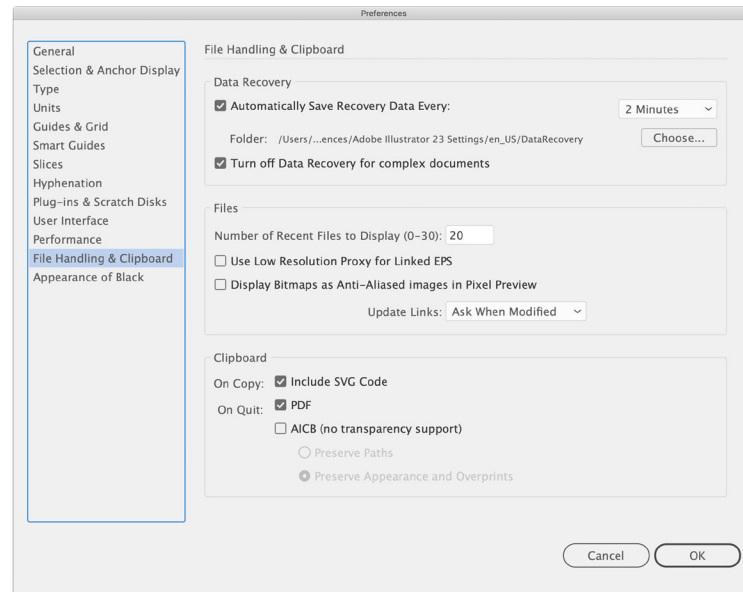 Preferences
General
Selection & Anchor Display
Type
Units
Guides & Grid
Smart Guides
Slices
Hyphenation
Plug-ins & Scratch Disks
User Interface
Performance
File Handling & Clipboard
Appearance of Black
File Handling & Clipboard
Data Recovery
Automatically Save Recovery Data Every: 2 Minutes
Folder: /Users/...ences/Adobe Illustrator 23 Settings/en_US/DataRecovery Choose...
Turn off Data Recovery for complex documents
Files
Number of Recent Files to Display (0-30): 20
Use Low Resolution Proxy for Linked EPS
Display Bitmaps as Anti-Aliased images in Pixel Preview
Update Links: Ask When Modified
Clipboard
On Copy: Include SVG Code
On Quit: PDF
AICB (no transparency support)
Preserve Paths
Preserve Appearance and Overprints
Cancel OK